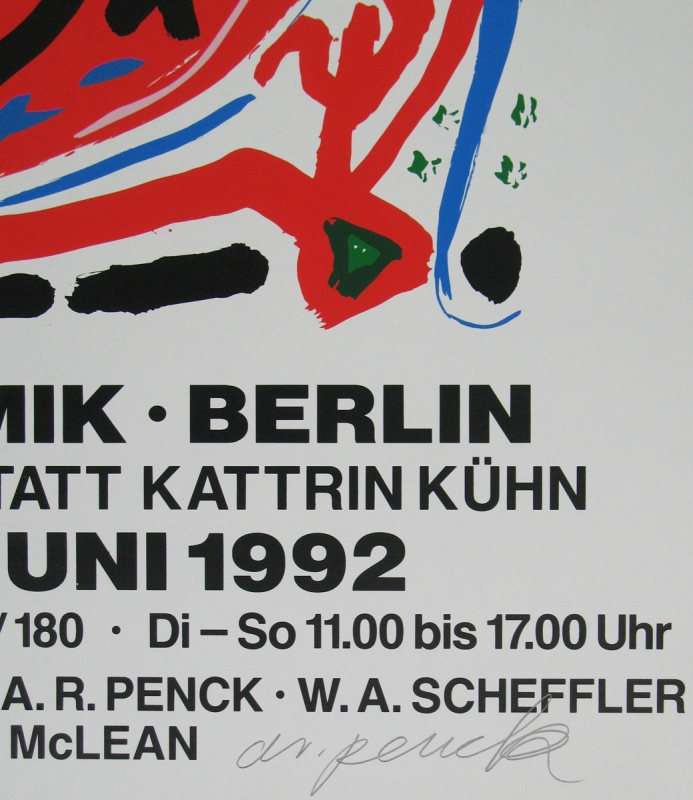 MIK · BERLIN
TATT KATTRIN KÜHN
UNI 1992
/180 · Di – So 11.00 bis 17.00 Uhr
A. R. PENCK · W. A. SCHEFFLER
McLEAN ar. penck